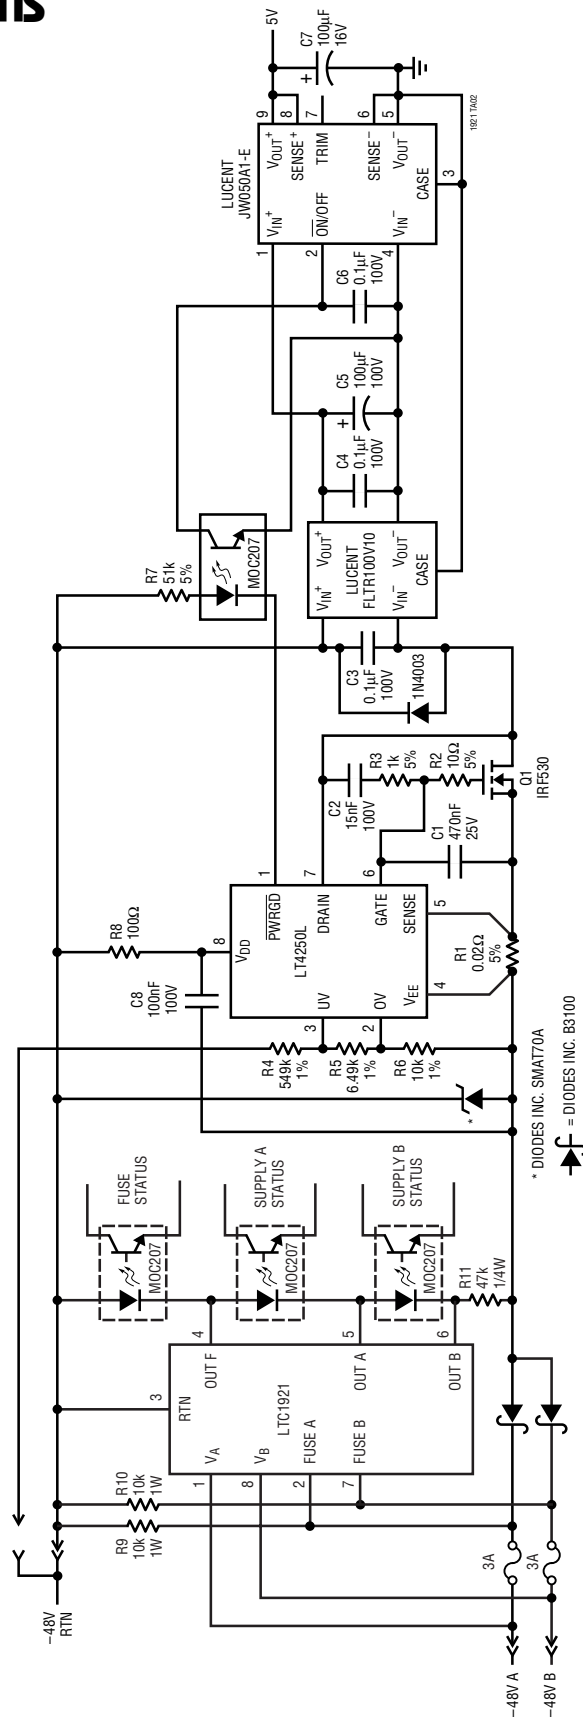 ns
–48V
RTN
R9
10k
1W
R10
10k
1W
–48V A
–48V B
3A
3A
1
8
2
7
3
4
5
6
VA
VB
FUSE A
FUSE B
RTN
LTC1921
OUT F
OUT A
OUT B
MOC207
FUSE
STATUS
MOC207
SUPPLY A
STATUS
MOC207
SUPPLY B
STATUS
R11
47k
1/4W
*
* DIODES INC. SMAT70A
= DIODES INC. B3100
R4
549k
1%
R5
6.49k
1%
R6
10k
1%
C8
100nF
100V
R8
100Ω
3
2
8
4
5
1
7
6
UV
OV
VDD
LT4250L
VEE
SENSE
PWRGD
DRAIN
GATE
R1
0.02Ω
5%
C1
470nF
25V
C2
15nF
100V
R3
1k
5%
R2
10Ω
5%
Q1
IRF530
1N4003
C3
0.1µF
100V
R7
51k
5%
MOC207
VIN+
VIN–
LUCENT
FLTR100V10
VOUT+
VOUT–
CASE
C4
0.1µF
100V
+
C5
100µF
100V
C6
0.1µF
100V
LUCENT
JW050A1-E
1
2
4
VIN+
ON/OFF
VIN–
VOUT+
SENSE+
TRIM
SENSE–
VOUT–
CASE
9
8
7
6
5
3
5V
+
C7
100µF
16V
1921 TA02